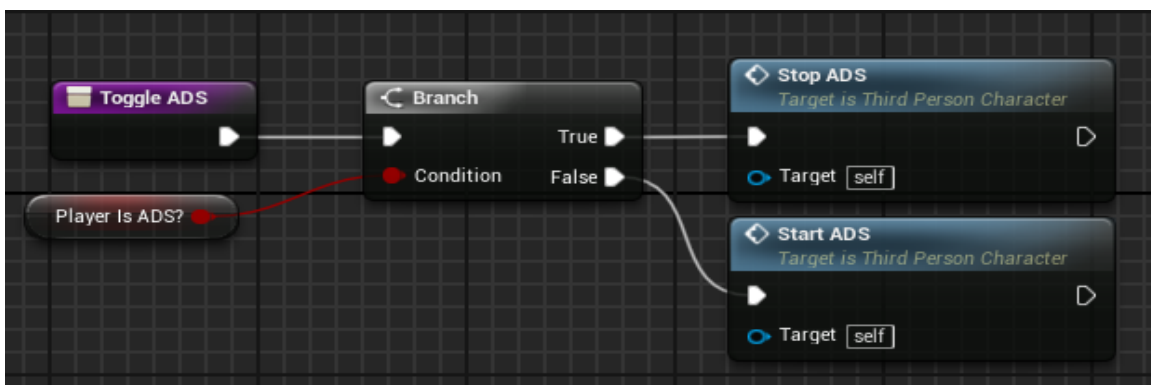 Toggle ADS
Player Is ADS?
Branch
True
Condition
False
Stop ADS
Target is Third Person Character
Target self
Start ADS
Target is Third Person Character
Target self